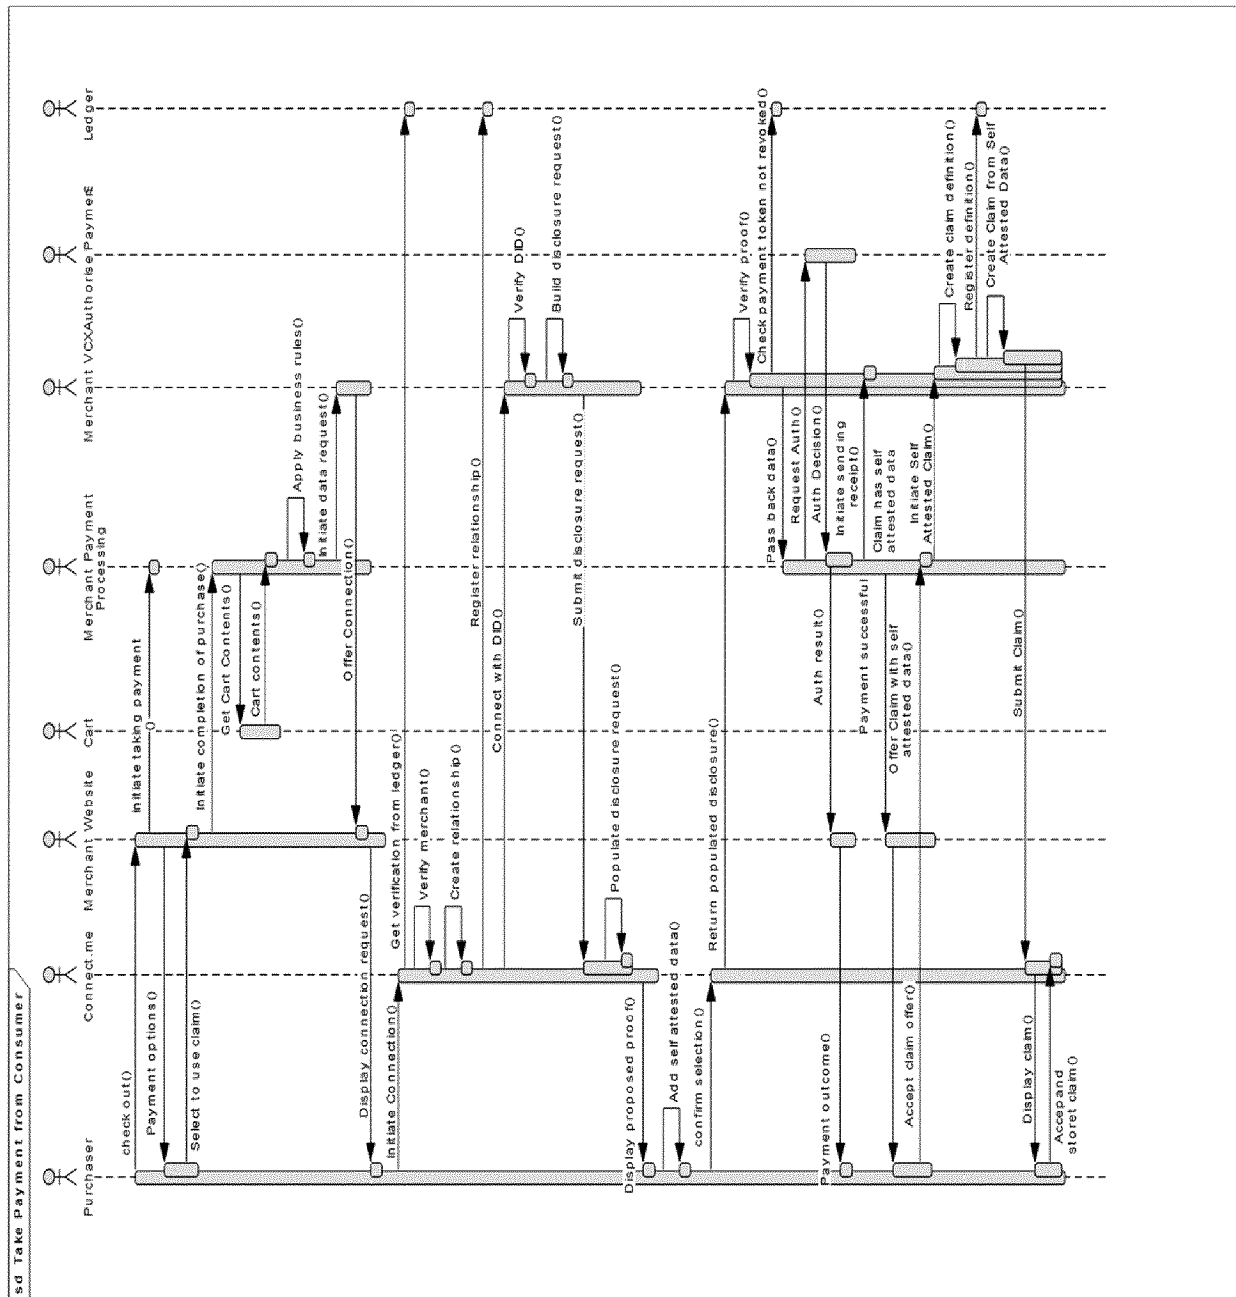 sd Take Payment from Consumer
Purchaser
Connect.me
Merchant Website
Cart
Merchant Payment
Processing
Merchant VCX
Authorise Payment
Ledger
check out()
initiate taking payment
()
Payment options()
Select to use claim()
Initiate completion of purchase()
Get Cart Contents()
Cart contents()
Apply business rules()
Initiate data request()
Offer Connection()
Display connection request()
initiate Connection()
Get verification from ledger()
Verify merchant()
Create relationship()
Register relationship()
Connect with DID()
Verify DID()
Build disclosure request()
Submit disclosure request()
Populate disclosure request()
Display proposed proof()
Add self attested data()
confirm selection()
Return populated disclosure()
Verify proof()
Check payment token not revoked()
Pass back data()
Request Auth()
Auth Decision()
Auth result()
Payment outcome()
Initiate sending
receipt()
Payment successful
Claim has self
attested data
Offer Claim with self
attested data()
Accept claim offer()
Initiate Self
Attested Claim()
Create claim definition()
Register definition()
Create Claim from Self
Attested Data()
Submit Claim()
Display claim()
Accep and
storet claim()